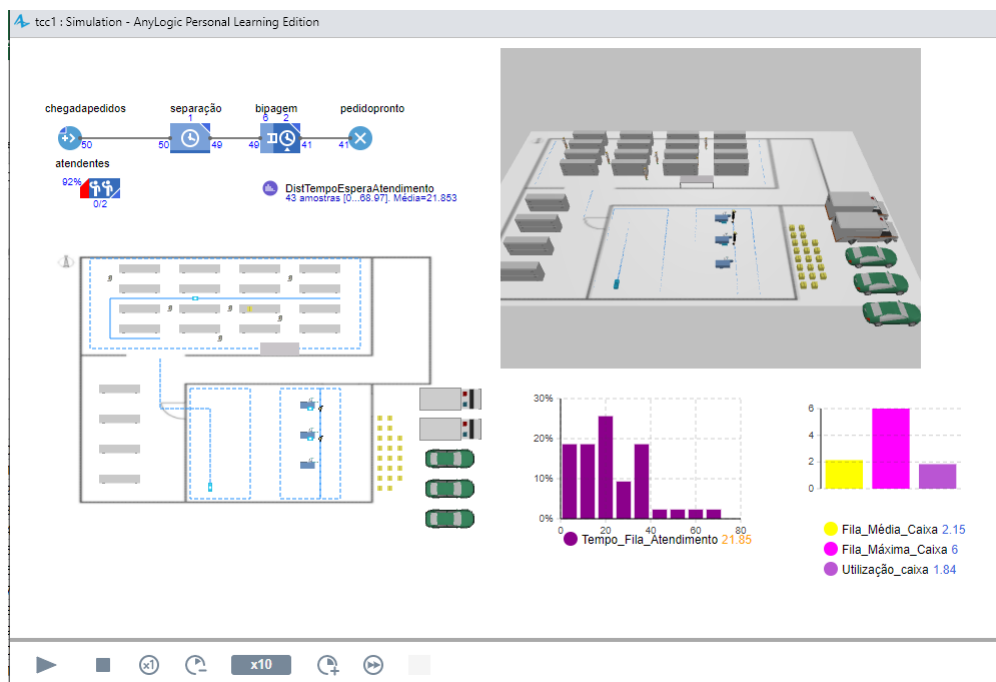 tcc1 : Simulation - AnyLogic Personal Learning Edition
chegadapedidos separação bipagem pedidopronto
1 6 2
50 50 49 49 41 41
atendentes
92%
0/2
DistTempoEsperaAtendimento
43 amostras [0...68.97]. Média=21.853
30%
20%
10%
0%
0 20 40 60 80
Tempo_Fila_Atendimento 21.85
6
4
2
0
Fila_Média_Caixa 2.15
Fila_Máxima_Caixa 6
Utilização_caixa 1.84
x1 x10